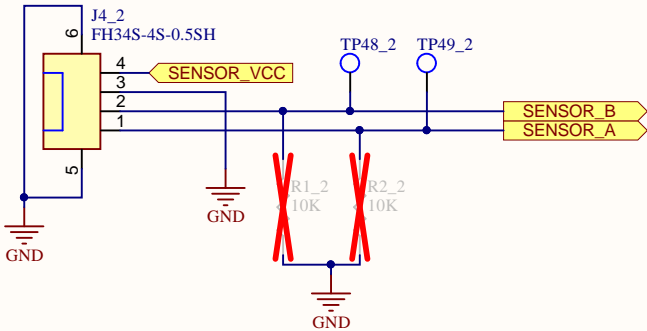 J4_2
FH34S-4S-0.5SH
6
4
SENSOR_VCC
3
2
1
5
TP48_2
TP49_2
SENSOR_B
SENSOR_A
R1_2
10K
R2_2
10K
GND
GND
GND